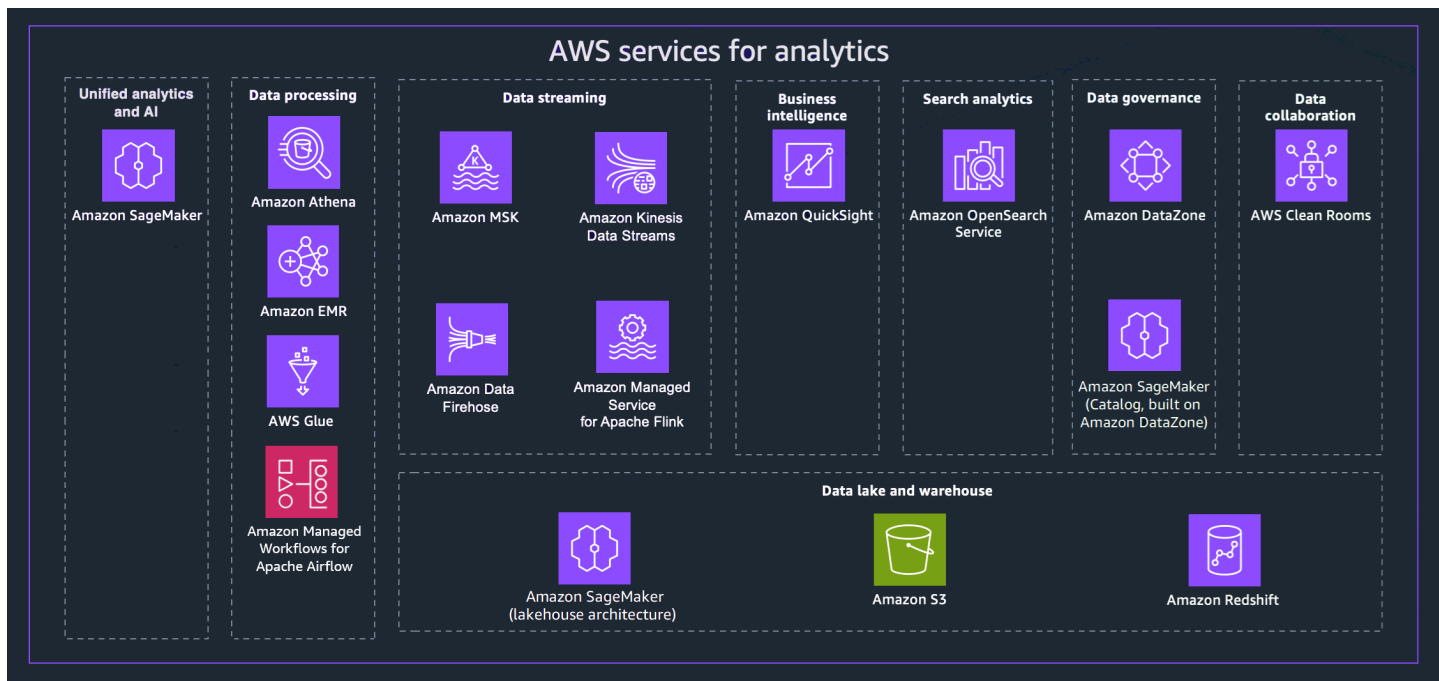 AWS services for analytics
Unified analytics
and AI
Amazon SageMaker
Data processing
Amazon Athena
Amazon EMR
AWS Glue
Amazon Managed
Workflows for
Apache Airflow
Data streaming
Amazon MSK
Amazon Kinesis
Data Streams
Amazon Data
Firehose
Amazon Managed
Service
for Apache Flink
Business
intelligence
Amazon QuickSight
Search analytics
Amazon OpenSearch
Service
Data governance
Amazon DataZone
Amazon SageMaker
(Catalog, built on
Amazon DataZone)
Data
collaboration
AWS Clean Rooms
Data lake and warehouse
Amazon SageMaker
(lakehouse architecture)
Amazon S3
Amazon Redshift